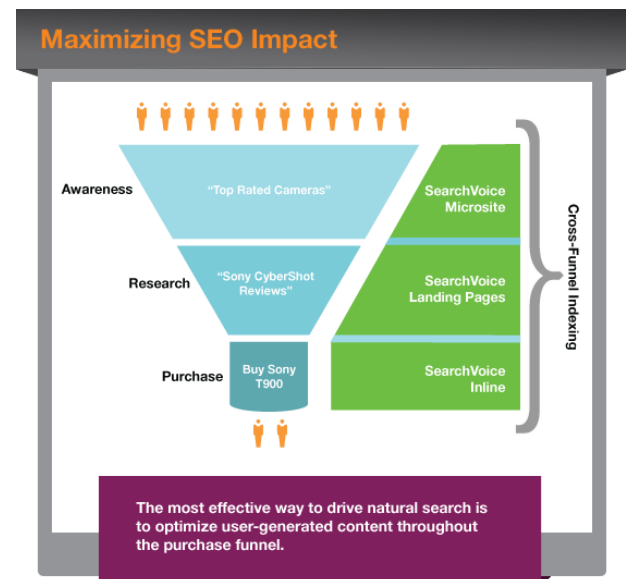 Maximizing SEO Impact
Awareness
“Top Rated Cameras”
SearchVoice
Microsite
Research
“Sony CyberShot
Reviews”
SearchVoice
Landing Pages
Purchase
Buy Sony
T900
SearchVoice
Inline
Cross-Funnel Indexing
The most effective way to drive natural search is
to optimize user-generated content throughout
the purchase funnel.